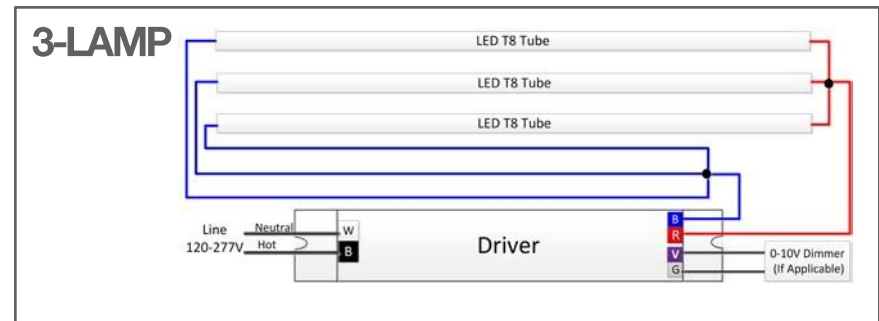 3-LAMP
LED T8 Tube
LED T8 Tube
LED T8 Tube
Line
120-277V
Neutral
Hot
W
B
Driver
B
R
V
G
0-10V Dimmer
(If Applicable)